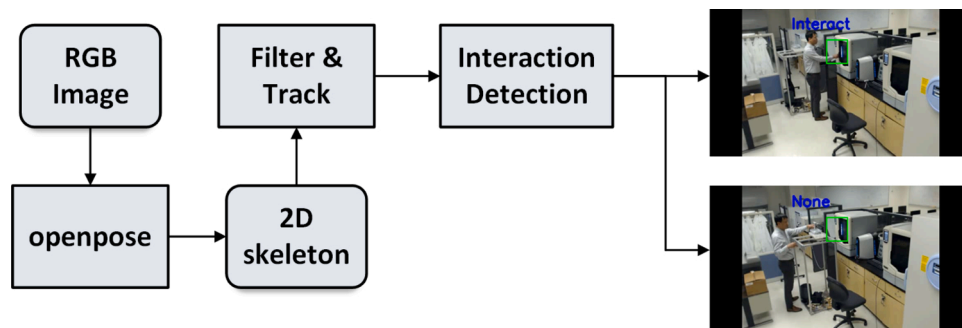 RGB
Image
openpose
2D
skeleton
Filter &
Track
Interaction
Detection
Interact
None